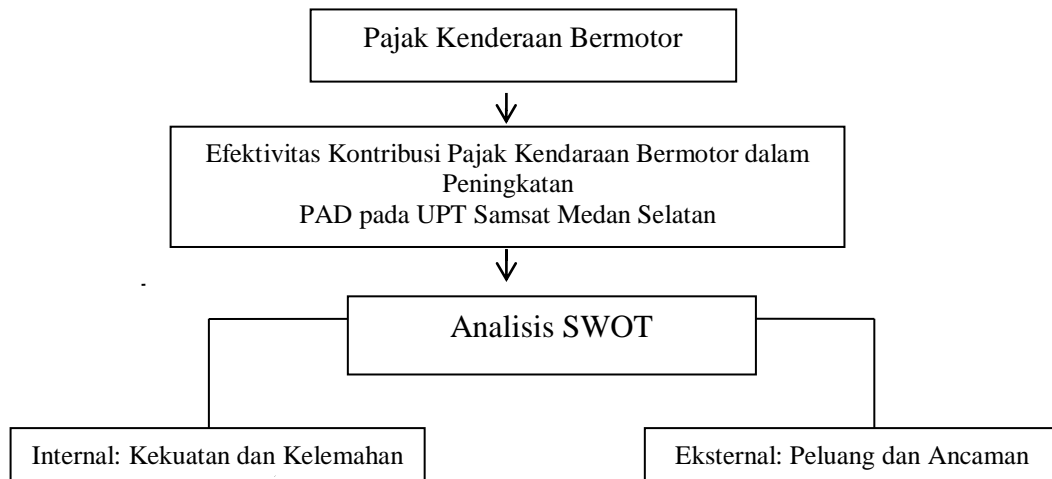 Pajak Kenderaan Bermotor
Efektivitas Kontribusi Pajak Kendaraan Bermotor dalam
Peningkatan
PAD pada UPT Samsat Medan Selatan
-
Analisis SWOT
Internal: Kekuatan dan Kelemahan
Eksternal: Peluang dan Ancaman